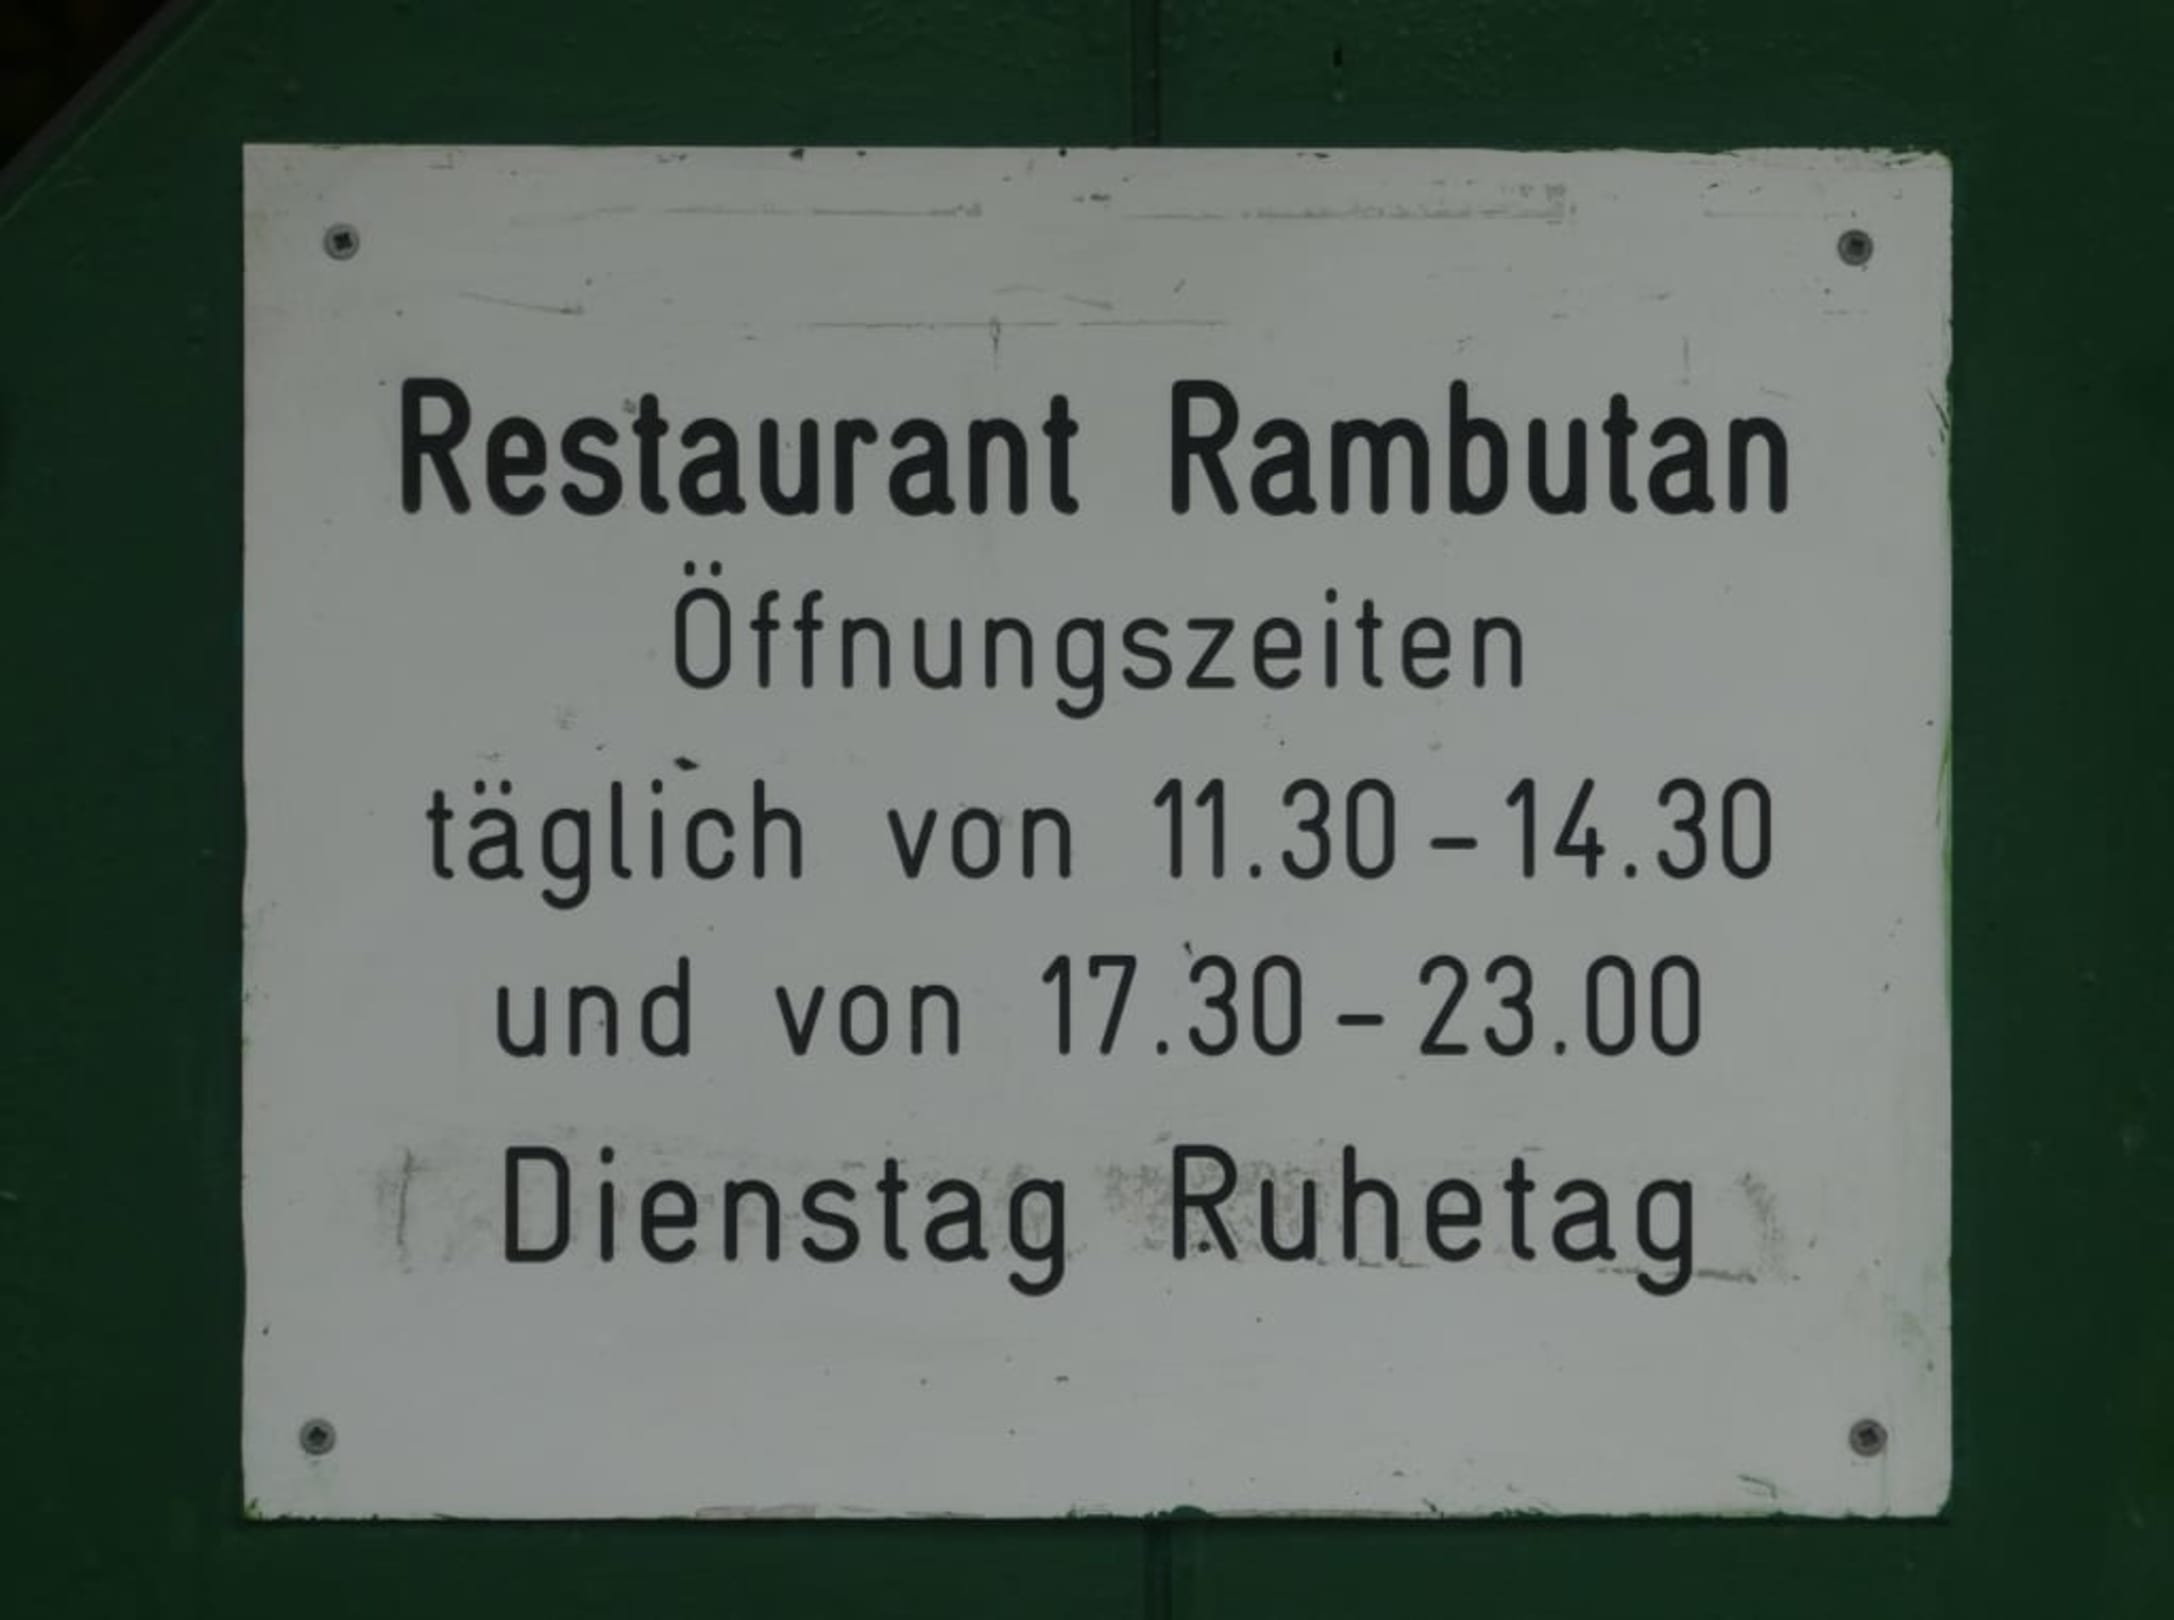 Restaurant Rambutan
Öffnungszeiten
täglich von 11.30 – 14.30
und von 17.30 – 23.00
Dienstag Ruhetag